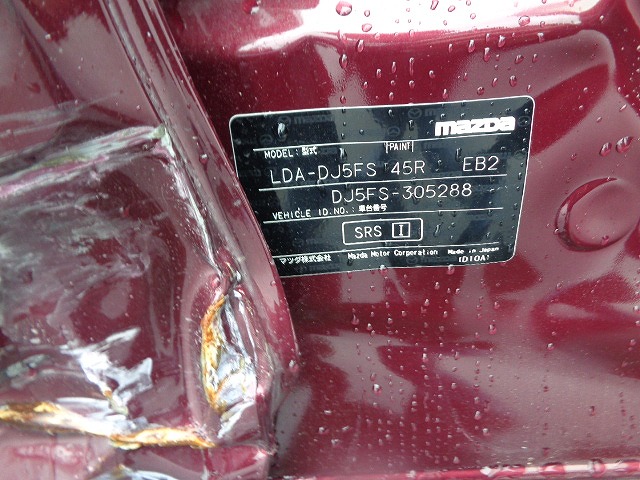 mazda
MODEL:型式 PAINT
LDA-DJ5FS 45R EB2
DJ5FS-305288
VEHICLE ID.NO.:車台番号
SRS I
マツダ株式会社 Mazda Motor Corporation Made in Japan
ID10A